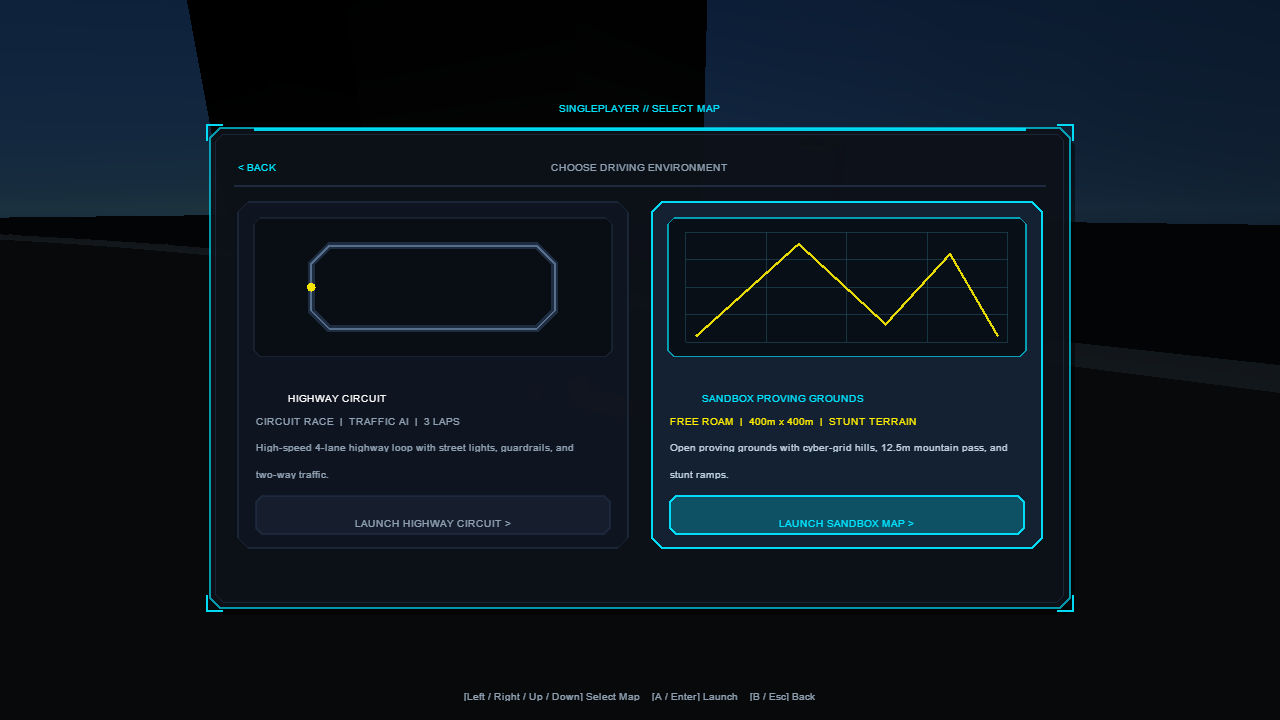 SINGLEPLAYER // SELECT MAP
< BACK
CHOOSE DRIVING ENVIRONMENT
HIGHWAY CIRCUIT
CIRCUIT RACE | TRAFFIC AI | 3 LAPS
High-speed 4-lane highway loop with street lights, guardrails, and
two-way traffic.
LAUNCH HIGHWAY CIRCUIT >
SANDBOX PROVING GROUNDS
FREE ROAM | 400m x 400m | STUNT TERRAIN
Open proving grounds with cyber-grid hills, 12.5m mountain pass, and
stunt ramps.
LAUNCH SANDBOX MAP >
[Left / Right / Up / Down] Select Map [A / Enter] Launch [B / Esc] Back